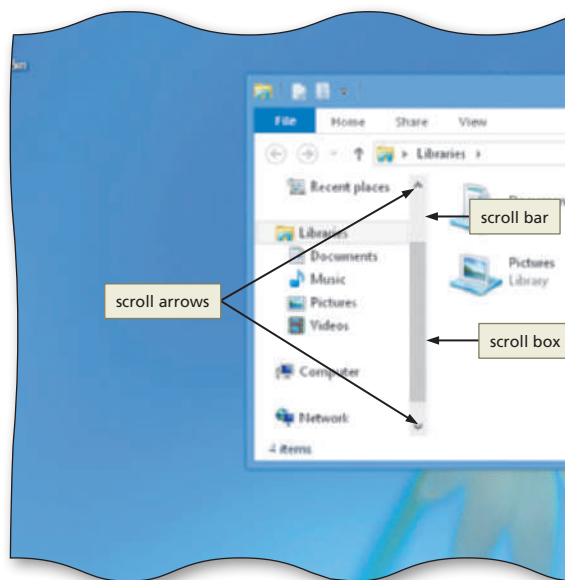 File Home Share View
Libraries
Recent places
scroll bar
Libraries
Documents
Music
Pictures
Library
scroll arrows
Pictures
Videos
scroll box
Computer
Network
4 items